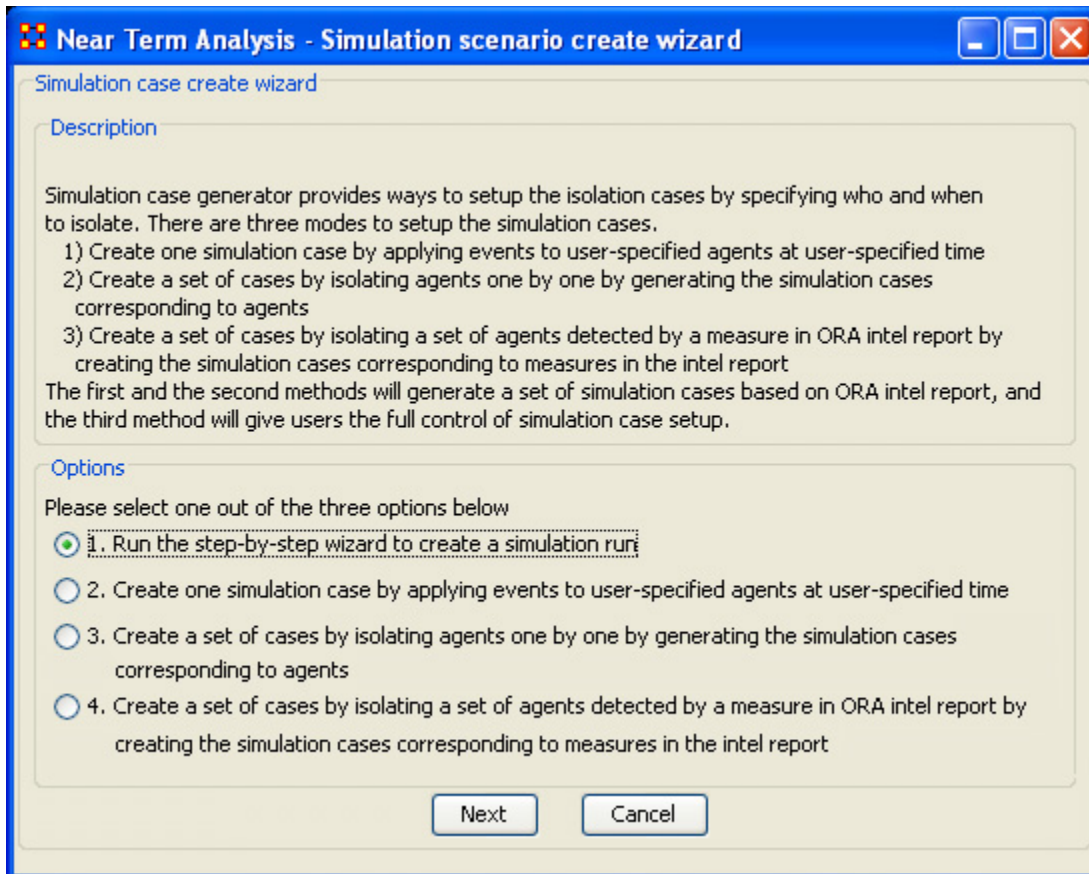 Near Term Analysis - Simulation scenario create wizard
Simulation case create wizard
Description
Simulation case generator provides ways to setup the isolation cases by specifying who and when
to isolate. There are three modes to setup the simulation cases.
1) Create one simulation case by applying events to user-specified agents at user-specified time
2) Create a set of cases by isolating agents one by one by generating the simulation cases
corresponding to agents
3) Create a set of cases by isolating a set of agents detected by a measure in ORA intel report by
creating the simulation cases corresponding to measures in the intel report
The first and the second methods will generate a set of simulation cases based on ORA intel report, and
the third method will give users the full control of simulation case setup.
Options
Please select one out of the three options below
1. Run the step-by-step wizard to create a simulation run
2. Create one simulation case by applying events to user-specified agents at user-specified time
3. Create a set of cases by isolating agents one by one by generating the simulation cases
corresponding to agents
4. Create a set of cases by isolating a set of agents detected by a measure in ORA intel report by
creating the simulation cases corresponding to measures in the intel report
Next Cancel